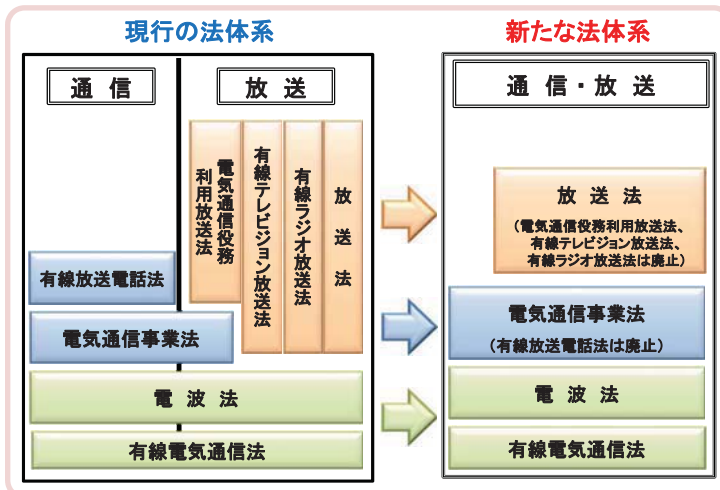 現行の法体系
通信
放送
電気通信役務
利用放送法
有線テレビジョン放送法
有線ラジオ放送法
放送法
有線放送電話法
電気通信事業法
電波法
有線電気通信法
新たな法体系
通信・放送
放送法
(電気通信役務利用放送法、
有線テレビジョン放送法、
有線ラジオ放送法は廃止)
電気通信事業法
(有線放送電話法は廃止)
電波法
有線電気通信法